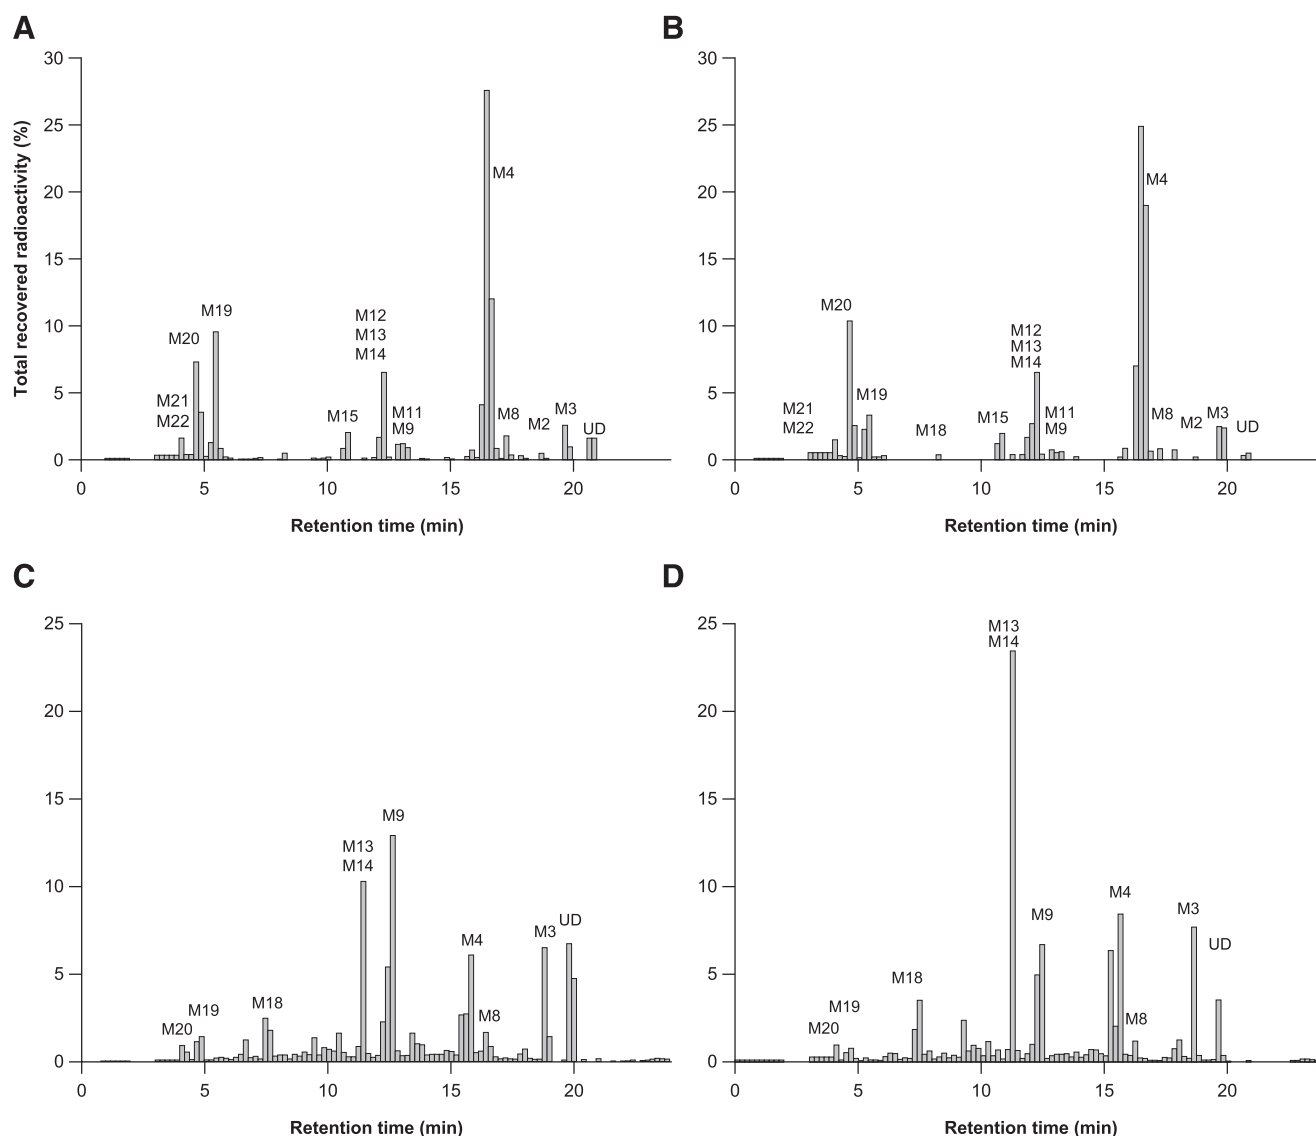 A
Total recovered radioactivity (%)
30
25
20
15
10
5
0
M21
M22
M20
M19
M15
M12
M13
M14
M11
M9
M4
M8
M2
M3
UD
0 5 10 15 20
Retention time (min)
B
30
25
20
15
10
5
0
M21
M22
M20
M19
M18
M15
M12
M13
M14
M11
M9
M4
M8
M2
M3
UD
0 5 10 15 20
Retention time (min)
C
25
20
15
10
5
0
M20
M19
M18
M13
M14
M9
M4
M8
M3
UD
0 5 10 15 20
Retention time (min)
D
25
20
15
10
5
0
M20
M19
M18
M13
M14
M9
M4
M8
M3
UD
0 5 10 15 20
Retention time (min)